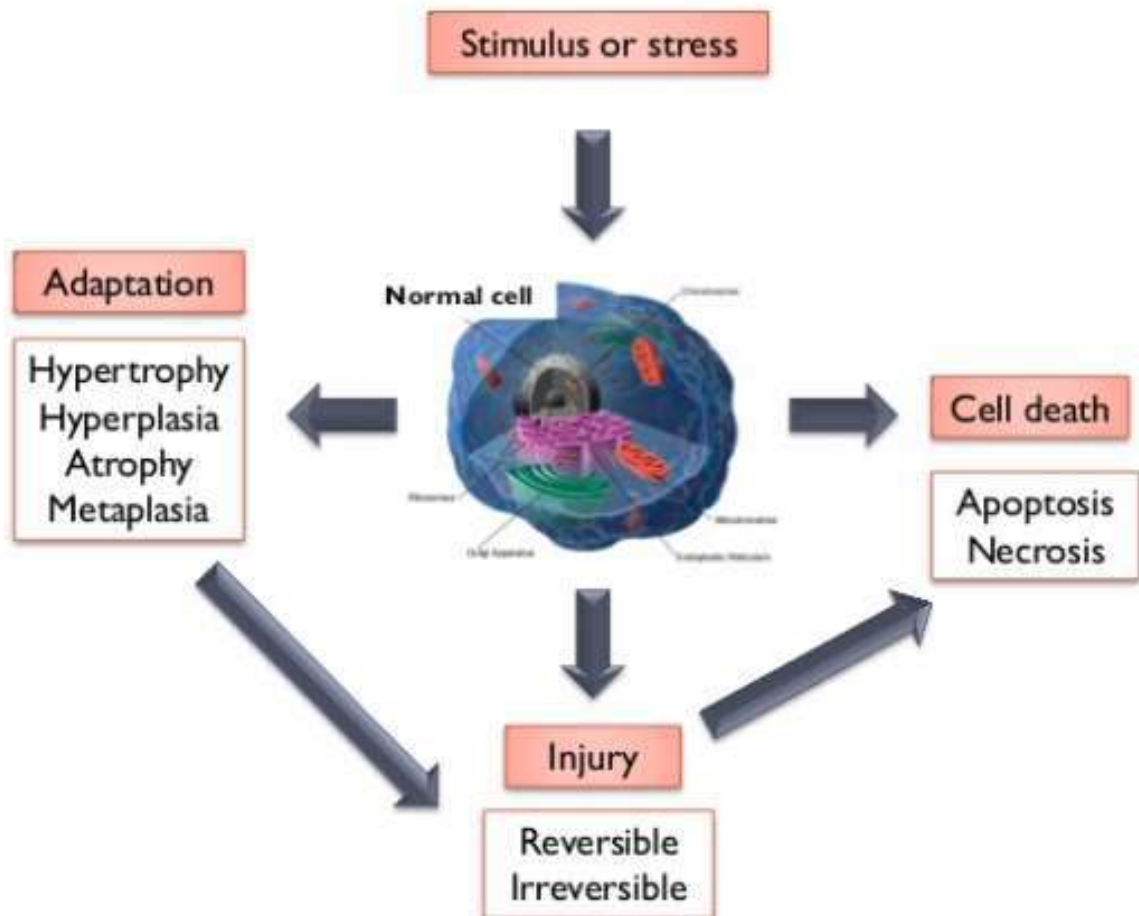 Stimulus or stress
Adaptation
Normal cell
Hypertrophy
Hyperplasia
Atrophy
Metaplasia
Cell death
Apoptosis
Necrosis
Injury
Reversible
Irreversible